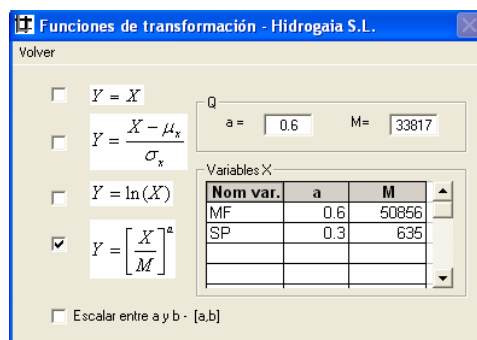 Funciones de transformación - Hidrogaia S.L.
Volver
Y = X
Y = (X − μx) / σx
Y = ln(X)
Y = [X / M]^a
Q
a = 0.6 M= 33817
Variables X
Nom var. a M
MF 0.6 50856
SP 0.3 635
Escalar entre a y b - [a,b]